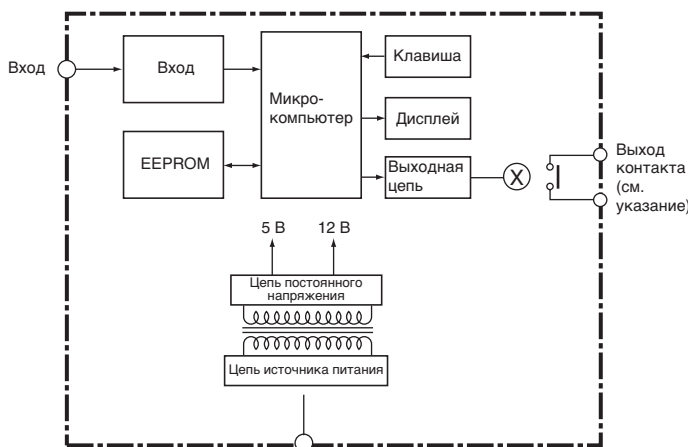 Вход
Вход
Микро-
компьютер
Клавиша
Дисплей
EEPROM
Выходная
цепь
X
Выход
контакта
(см.
указание)
5 В
12 В
Цепь постоянного
напряжения
Цепь источника питания